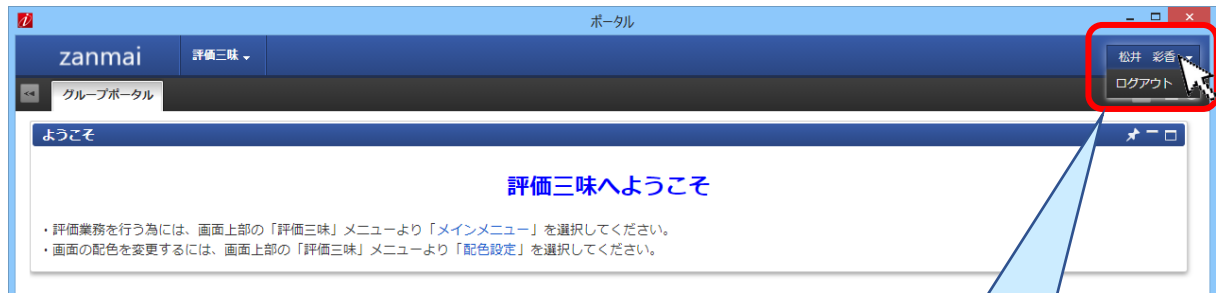 ポータル
zanmai 評価三昧 松井 彩香
ログアウト
グループポータル
ようこそ
評価三昧へようこそ
・評価業務を行う為には、画面上部の「評価三昧」メニューより「メインメニュー」を選択してください。
・画面の配色を変更するには、画面上部の「評価三昧」メニューより「配色設定」を選択してください。